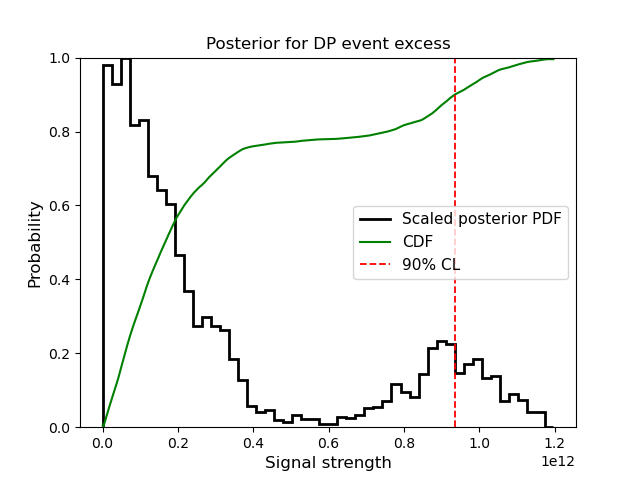 Posterior for DP event excess
1.0
0.8
0.6
0.4
0.2
0.0
Probability
Scaled posterior PDF
CDF
90% CL
0.0 0.2 0.4 0.6 0.8 1.0 1.2
1e12
Signal strength